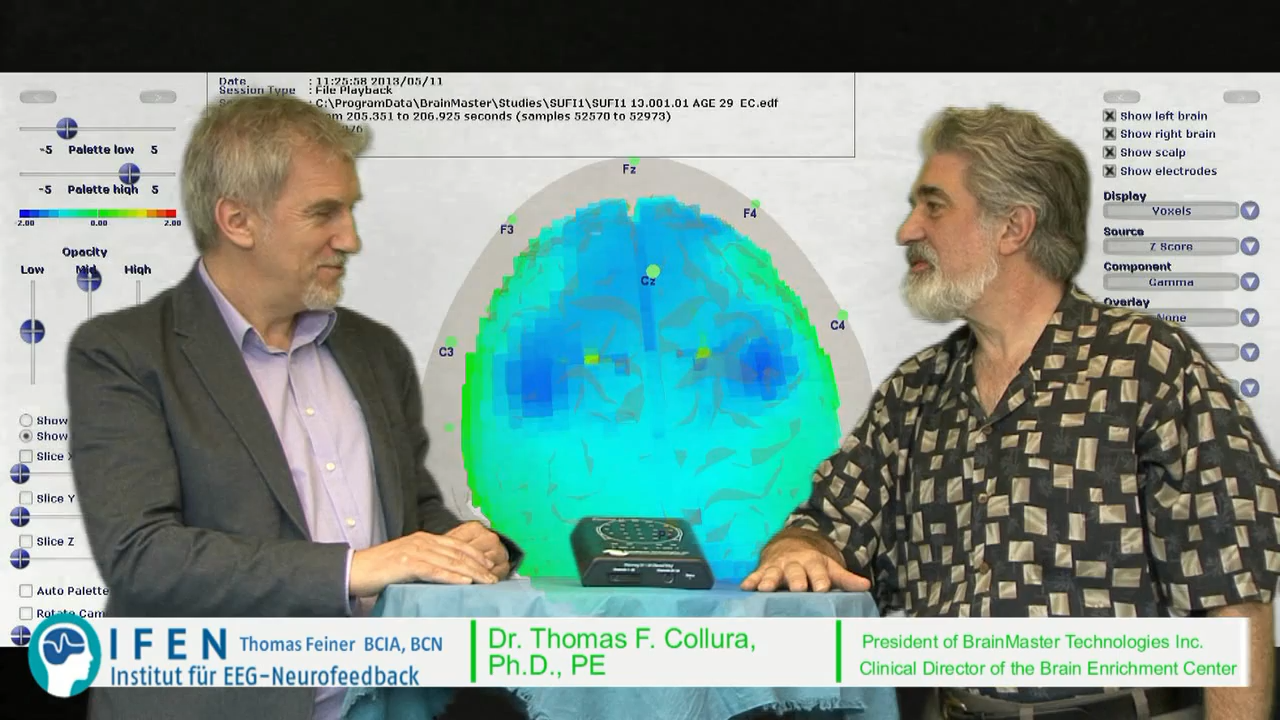 Date : 11:25:58 2013/05/11
Session Type : File Playback
: C:\ProgramData\BrainMaster\Studies\SUFI1\SUFI1 13.001.01 AGE 29 EC.edf
205.351 to 206.925 seconds (samples 52570 to 52973)
-5 Palette low 5
-5 Palette high 5
-2.00 0.00 2.00
Opacity
Low Mid High
Show
Show
Slice X
Slice Y
Slice Z
Auto Palette
Fz
F3
F4
Cz
C3
C4
Show left brain
Show right brain
Show scalp
Show electrodes
Display
Voxels
Source
Z Score
Component
Gamma
Overlay
None
IFEN Thomas Feiner BCIA, BCN
Institut für EEG-Neurofeedback
Dr. Thomas F. Collura,
Ph.D., PE
President of BrainMaster Technologies Inc.
Clinical Director of the Brain Enrichment Center